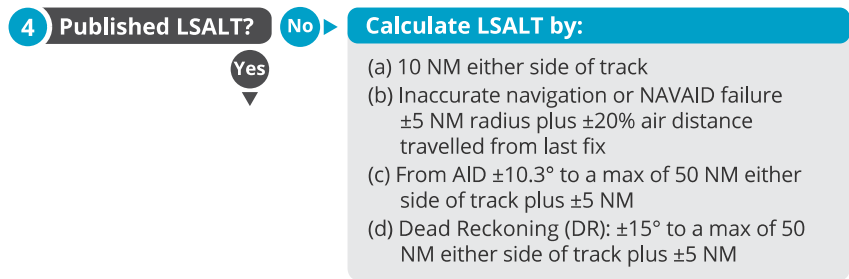 4 Published LSALT? No Calculate LSALT by:
Yes
(a) 10 NM either side of track
(b) Inaccurate navigation or NAVAID failure
±5 NM radius plus ±20% air distance
travelled from last fix
(c) From AID ±10.3° to a max of 50 NM either
side of track plus ±5 NM
(d) Dead Reckoning (DR): ±15° to a max of 50
NM either side of track plus ±5 NM